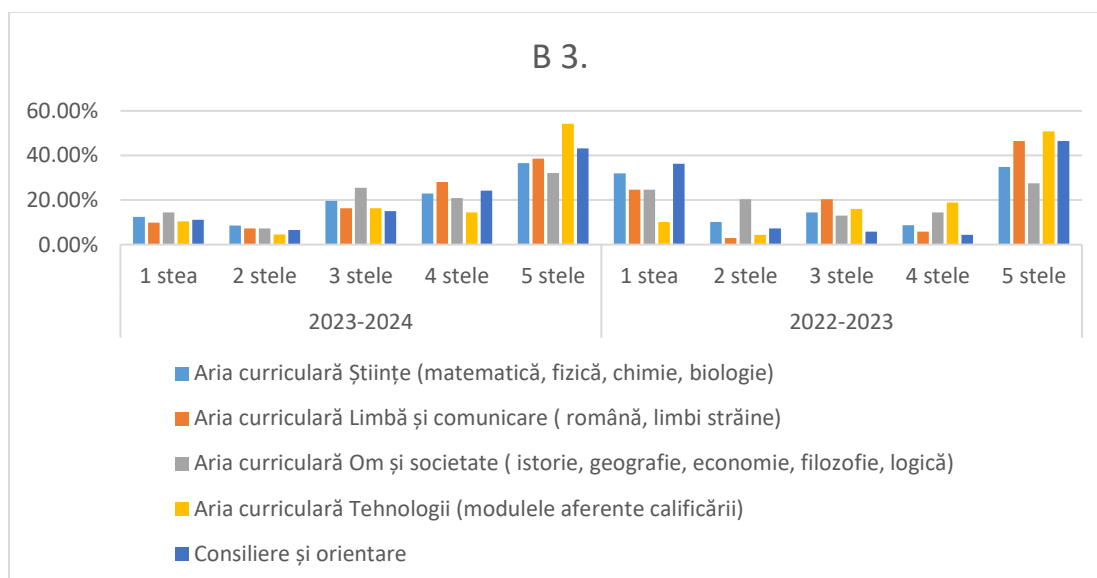 B 3.
60.00%
40.00%
20.00%
0.00%
1 stea 2 stele 3 stele 4 stele 5 stele 1 stea 2 stele 3 stele 4 stele 5 stele
2023-2024 2022-2023
Aria curriculară Științe (matematică, fizică, chimie, biologie)
Aria curriculară Limbă și comunicare ( română, limbi străine)
Aria curriculară Om și societate ( istorie, geografie, economie, filozofie, logică)
Aria curriculară Tehnologii (modulele aferente calificării)
Consiliere și orientare